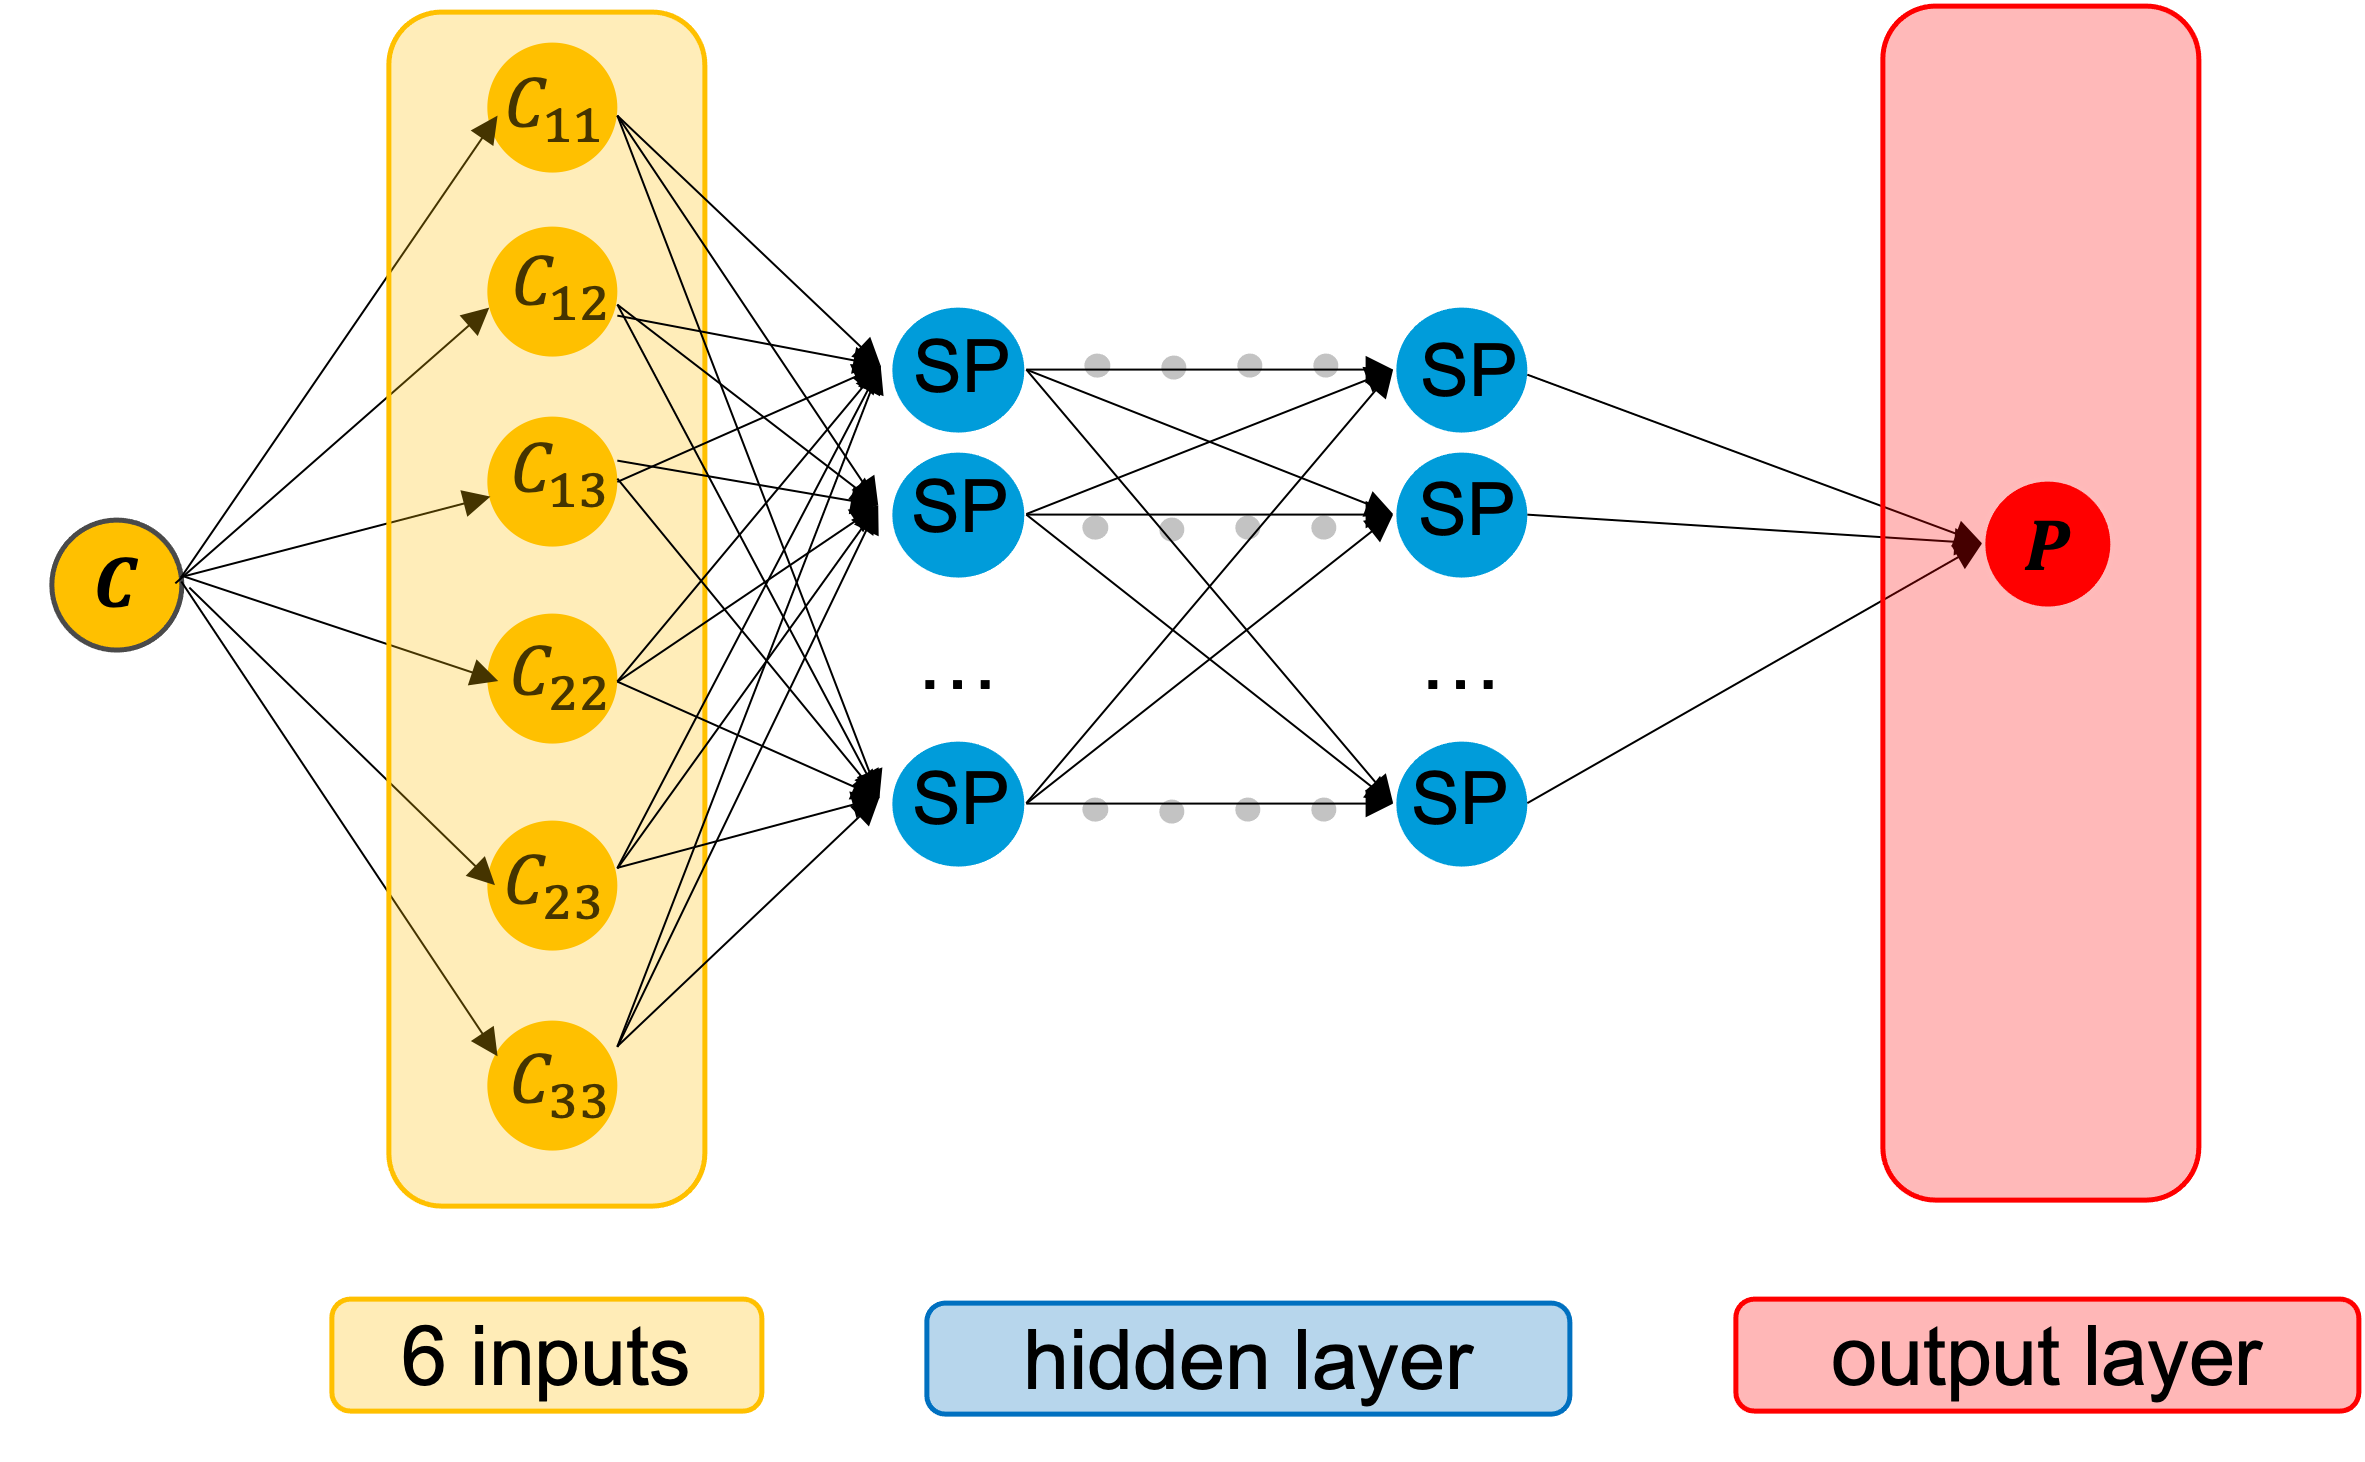 C
C₁₁
C₁₂
C₁₃
C₂₂
C₂₃
C₃₃
SP
SP
...
SP
SP
SP
...
SP
P
6 inputs
hidden layer
output layer